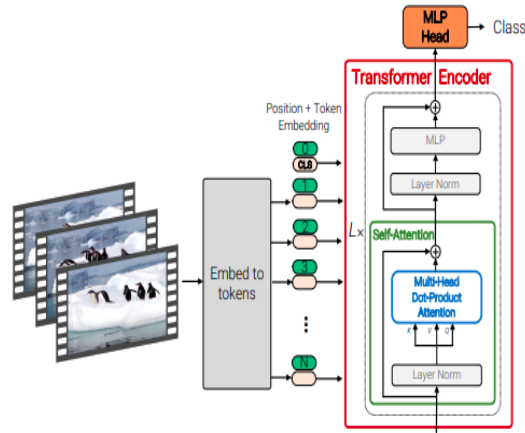 MLP
Head
Class
Transformer Encoder
Position + Token
Embedding
0
CLS
1
2
3
N
Embed to
tokens
L×
MLP
Layer Norm
Self-Attention
Multi-Head
Dot-Product
Attention
K V Q
Layer Norm